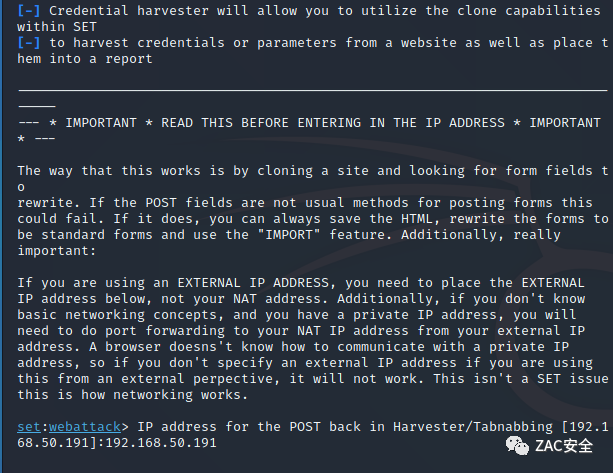 [-] Credential harvester will allow you to utilize the clone capabilities
within SET
[-] to harvest credentials or parameters from a website as well as place t
hem into a report
--- * IMPORTANT * READ THIS BEFORE ENTERING IN THE IP ADDRESS * IMPORTANT
* ---
The way that this works is by cloning a site and looking for form fields t
o
rewrite. If the POST fields are not usual methods for posting forms this
could fail. If it does, you can always save the HTML, rewrite the forms to
be standard forms and use the "IMPORT" feature. Additionally, really
important:
If you are using an EXTERNAL IP ADDRESS, you need to place the EXTERNAL
IP address below, not your NAT address. Additionally, if you don't know
basic networking concepts, and you have a private IP address, you will
need to do port forwarding to your NAT IP address from your external IP
address. A browser doesns't know how to communicate with a private IP
address, so if you don't specify an external IP address if you are using
this from an external perpective, it will not work. This isn't a SET issue
this is how networking works.
set:webattack> IP address for the POST back in Harvester/Tabnabbing [192.1
68.50.191]:192.168.50.191
ZAC安全